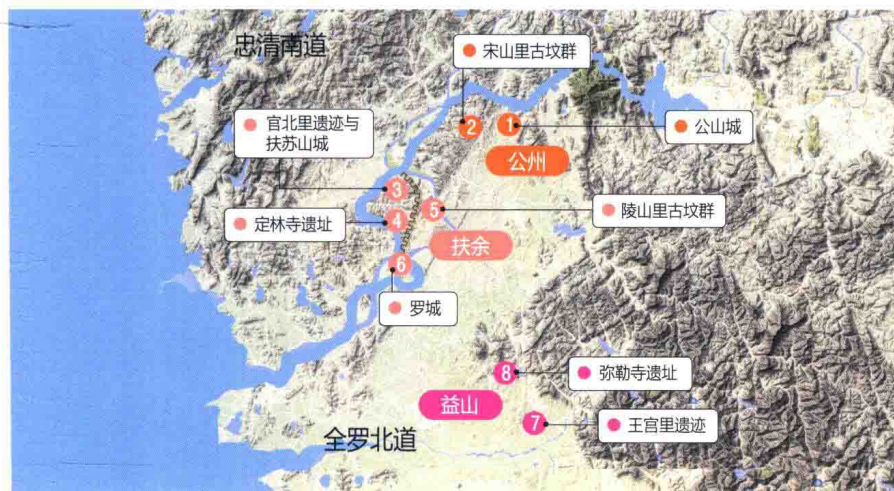 忠清南道
宋山里古坟群
官北里遗迹与
扶苏山城
2
1
公山城
公州
3
定林寺遗址
4
5
陵山里古坟群
扶余
6
罗城
8
弥勒寺遗址
益山
7
王宫里遗迹
全罗北道